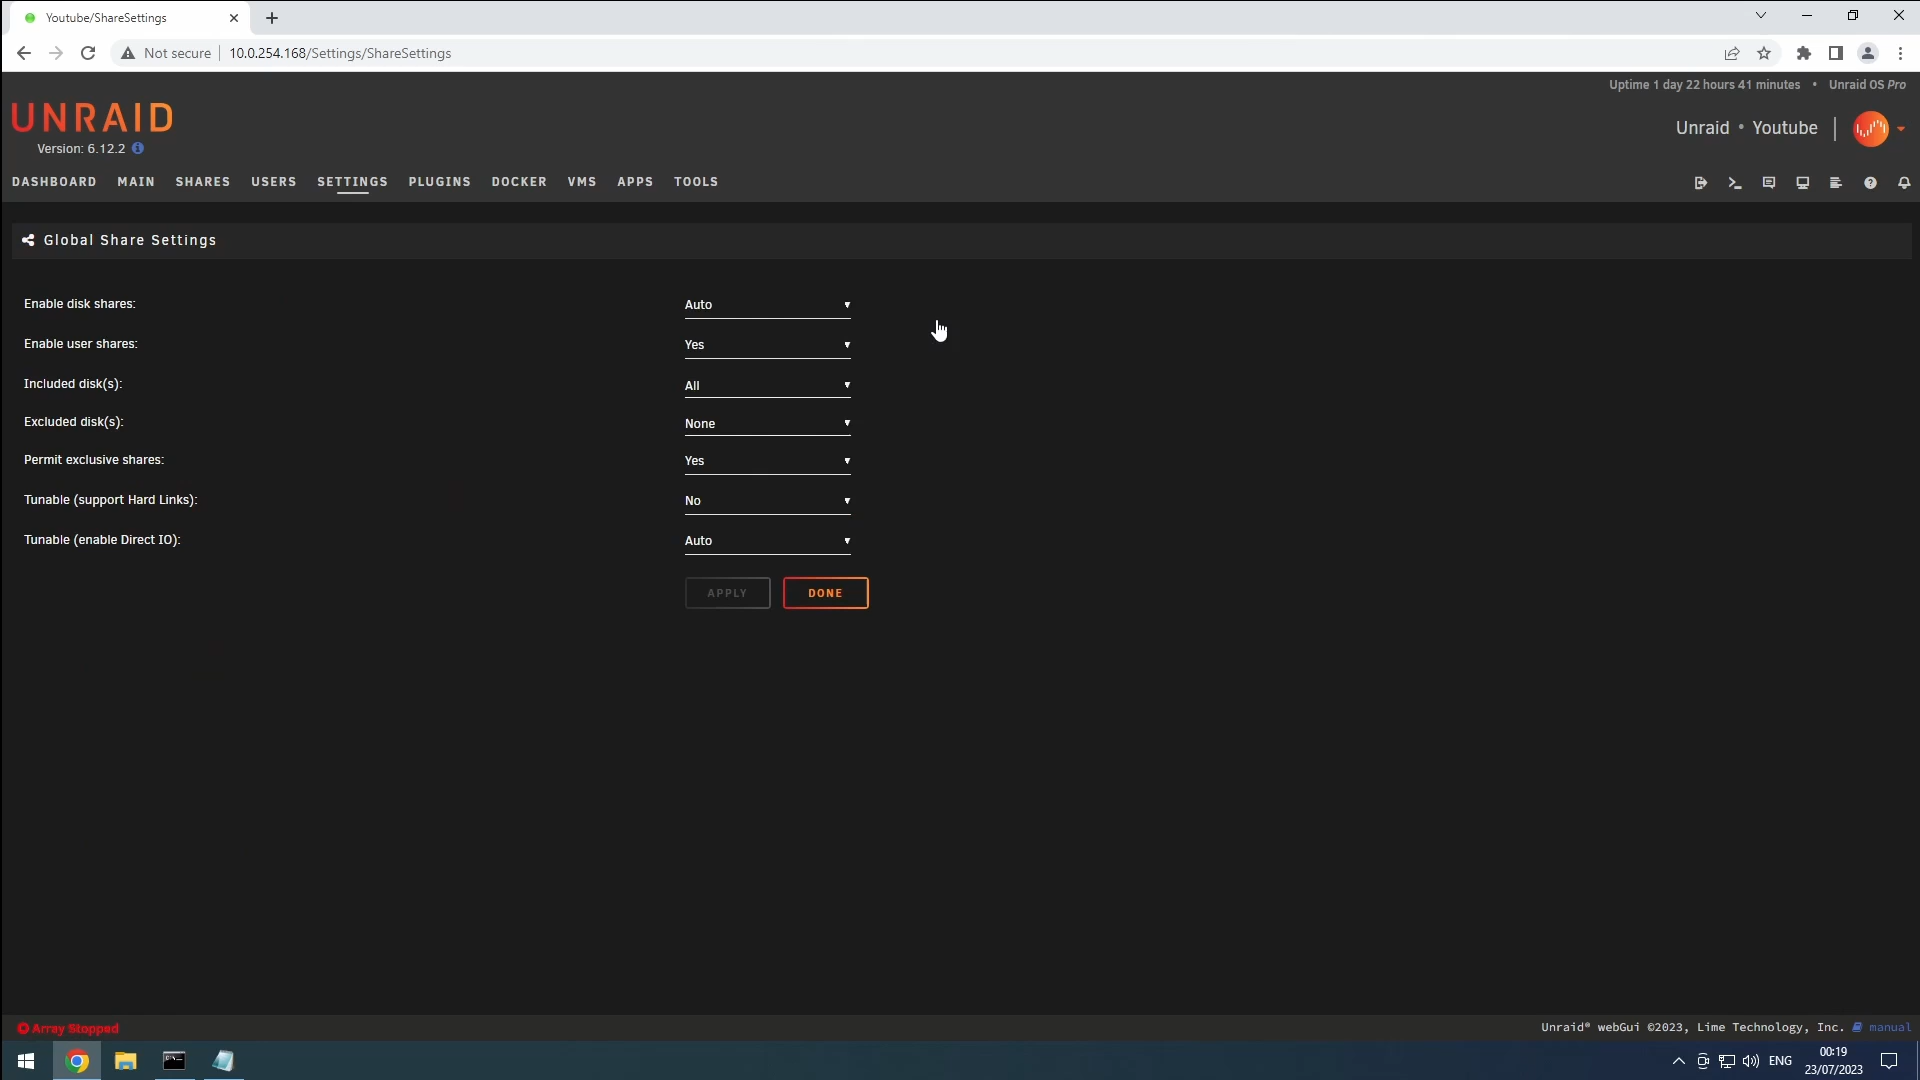 Youtube/ShareSettings
Not secure
10.0.254.168/Settings/ShareSettings
Uptime 1 day 22 hours 41 minutes • Unraid OS Pro
UNRAID
Unraid • Youtube
Version: 6.12.2
DASHBOARD MAIN SHARES USERS SETTINGS PLUGINS DOCKER VMS APPS TOOLS
Global Share Settings
Enable disk shares: Auto
Enable user shares: Yes
Included disk(s): All
Excluded disk(s): None
Permit exclusive shares: Yes
Tunable (support Hard Links): No
Tunable (enable Direct IO): Auto
APPLY DONE
Array Stopped
Unraid® webGui ©2023, Lime Technology, Inc. manual
ENG
00:19
23/07/2023